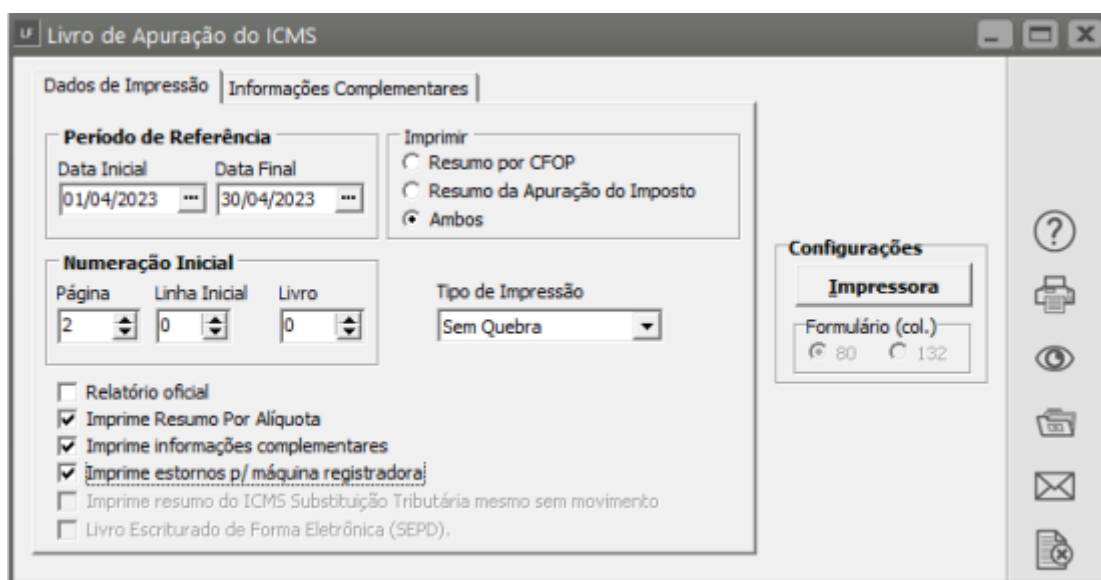 LF Livro de Apuração do ICMS
Dados de Impressão Informações Complementares
Período de Referência
Data Inicial Data Final
01/04/2023 ... 30/04/2023 ...
Imprimir
Resumo por CFOP
Resumo da Apuração do Imposto
Ambos
Numeração Inicial
Página Linha Inicial Livro
2 0 0
Tipo de Impressão
Sem Quebra
Configurações
Impressora
Formulário (col.)
80 132
Relatório oficial
Imprime Resumo Por Alíquota
Imprime informações complementares
Imprime estornos p/ máquina registradora
Imprime resumo do ICMS Substituição Tributária mesmo sem movimento
Livro Escriturado de Forma Eletrônica (SEPD).